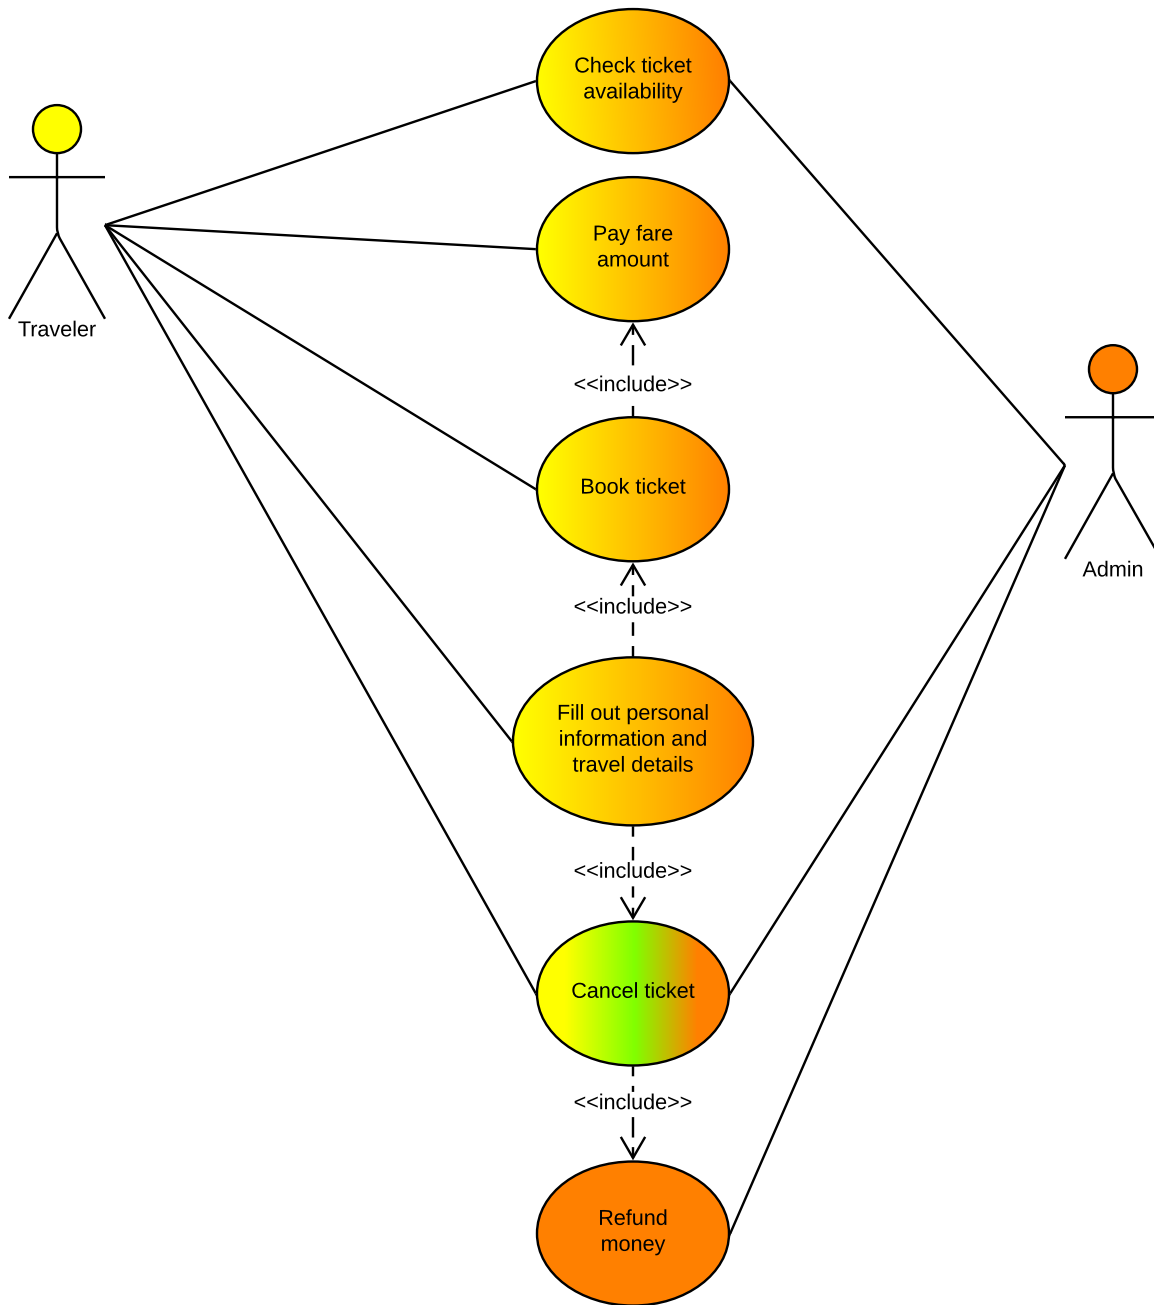 Check ticket
availability
Pay fare
amount
Traveler
<<include>>
Book ticket
Admin
<<include>>
Fill out personal
information and
travel details
<<include>>
Cancel ticket
<<include>>
Refund
money